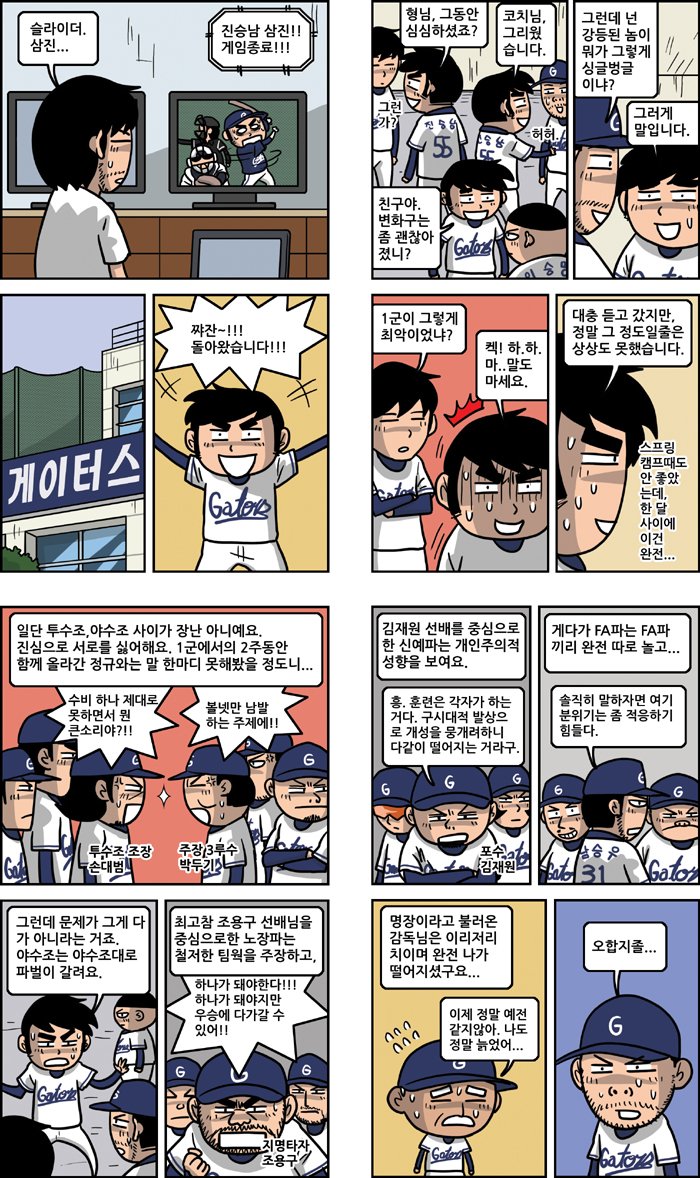 슬라이더.
삼진...
진승남 삼진!!
게임종료!!!
게이터스
쨔잔~!!!
돌아왔습니다!!!
Gators
형님, 그동안
심심하셨죠?
코치님,
그리웠
습니다.
그런
가?
허허.
진승남
55
진승남
55
친구야.
변화구는
좀 괜찮아
졌니?
Gators
그런데 넌
강등된 놈이
뭐가 그렇게
싱글벙글
이냐?
그러게
말입니다.
1군이 그렇게
최악이었냐?
켁! 하.하.
마..말도
마세요.
Gators
대충 듣고 갔지만,
정말 그 정도일줄은
상상도 못했습니다.
스프링
캠프때도
안 좋았
는데,
한 달
사이에
이건
완전...
일단 투수조,야수조 사이가 장난 아니예요.
진심으로 서로를 싫어해요. 1군에서의 2주동안
함께 올라간 정규와는 말 한마디 못해봤을 정도니...
수비 하나 제대로
못하면서 뭔
큰소리야?!!
불넷만 남발
하는 주제에!!
투수조 조장
손대범
주장 3루수
박두기
그런데 문제가 그게 다
가 아니라는 거죠.
야수조는 야수조대로
파벌이 갈려요.
Gators
최고참 조용구 선배님을
중심으로한 노장파는
철저한 팀웍을 주장하고,
하나가 돼야한다!!!
하나가 돼야지만
우승에 다가갈 수
있어!!
G
지명타자
조용구
김재원 선배를 중심으로
한 신예파는 개인주의적
성향을 보여요.
흥. 훈련은 각자가 하는
거다. 구시대적 발상으
로 개성을 뭉개려하니
다같이 떨어지는 거라구.
G
포수
김재원
게다가 FA파는 FA파
끼리 완전 따로 놀고...
솔직히 말하자면 여기
분위기는 좀 적응하기
힘들다.
남승우
31
명장이라고 불러온
감독님은 이리저리
치이며 완전 나가
떨어지셨구요...
이제 정말 예전
같지않아. 나도
정말 늙었어...
G
Gators
오합지졸...
G
Gators